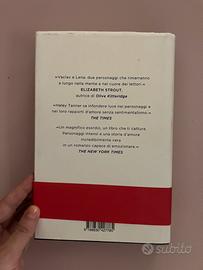 «Vaclav e Lena: due personaggi che rimarranno
a lungo nella mente e nel cuore dei lettori.»
ELIZABETH STROUT,
autrice di Olive Kitteridge
«Haley Tanner sa infondere luce nei personaggi e
nei loro rapporti d'amore senza sentimentalismo.»
THE TIMES
«Un magnifico esordio, un libro che ti cattura.
Personaggi intensi e una storia d'amore
incredibilmente vera
in un romanzo capace di emozionare.»
THE NEW YORK TIMES
subito